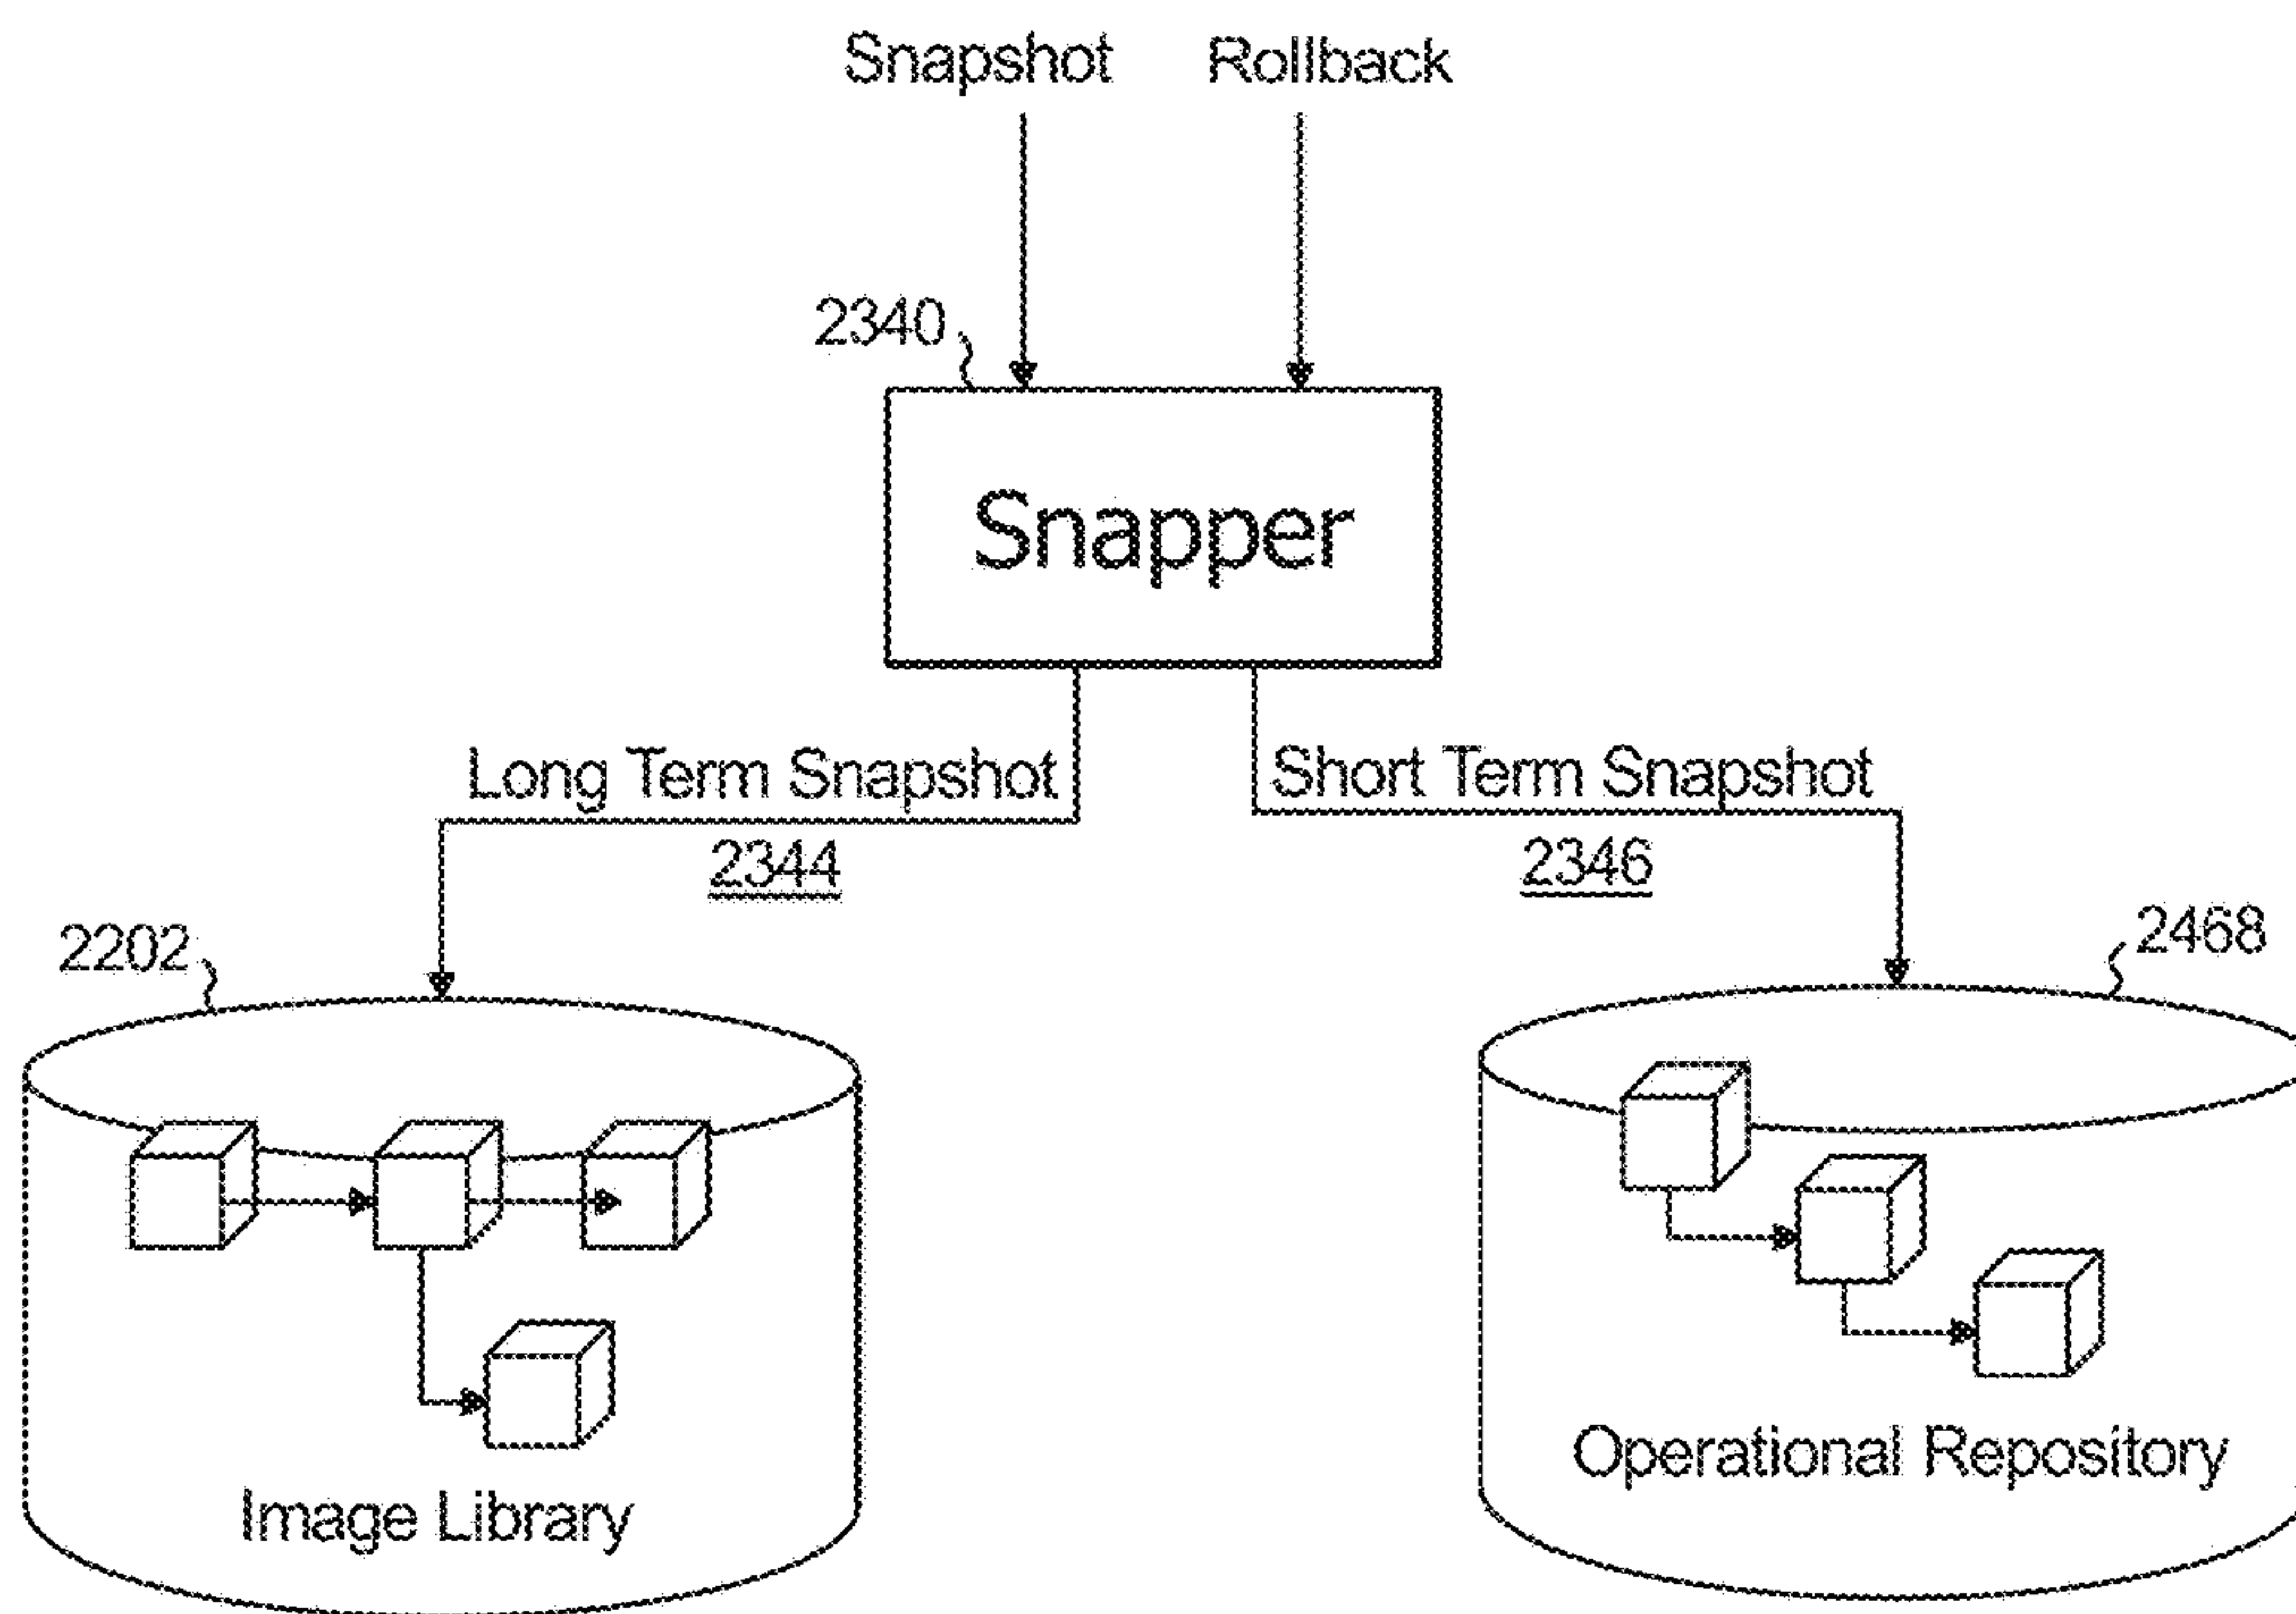 Snapshot Rollback
2340
Snapper
Long Term Snapshot Short Term Snapshot
2344 2346
2202 2468
Operational Repository
Image Library